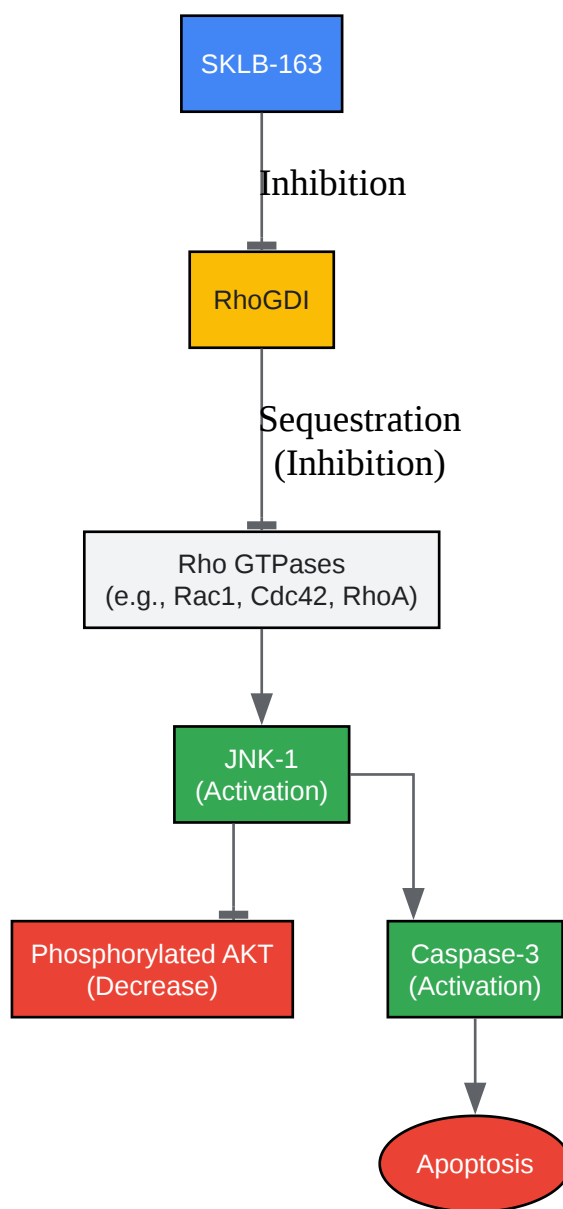 SKLB-163
Inhibition
RhoGDI
Sequestration
(Inhibition)
Rho GTPases
(e.g., Rac1, Cdc42, RhoA)
JNK-1
(Activation)
Phosphorylated AKT
(Decrease)
Caspase-3
(Activation)
Apoptosis